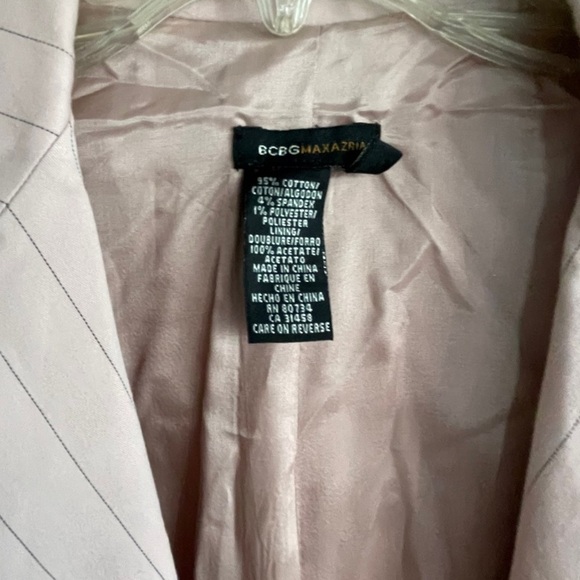 BCBGMAXAZRIA
95% COTTON/
COTON/ALGODON
4% SPANDEX
1% POLYESTER/
POLIESTER
LINING/
DOUBLURE/FORRO
100% ACETATE/
ACETATO
MADE IN CHINA
FABRIQUE EN
CHINE
HECHO EN CHINA
RN 80734
CA 31458
CARE ON REVERSE